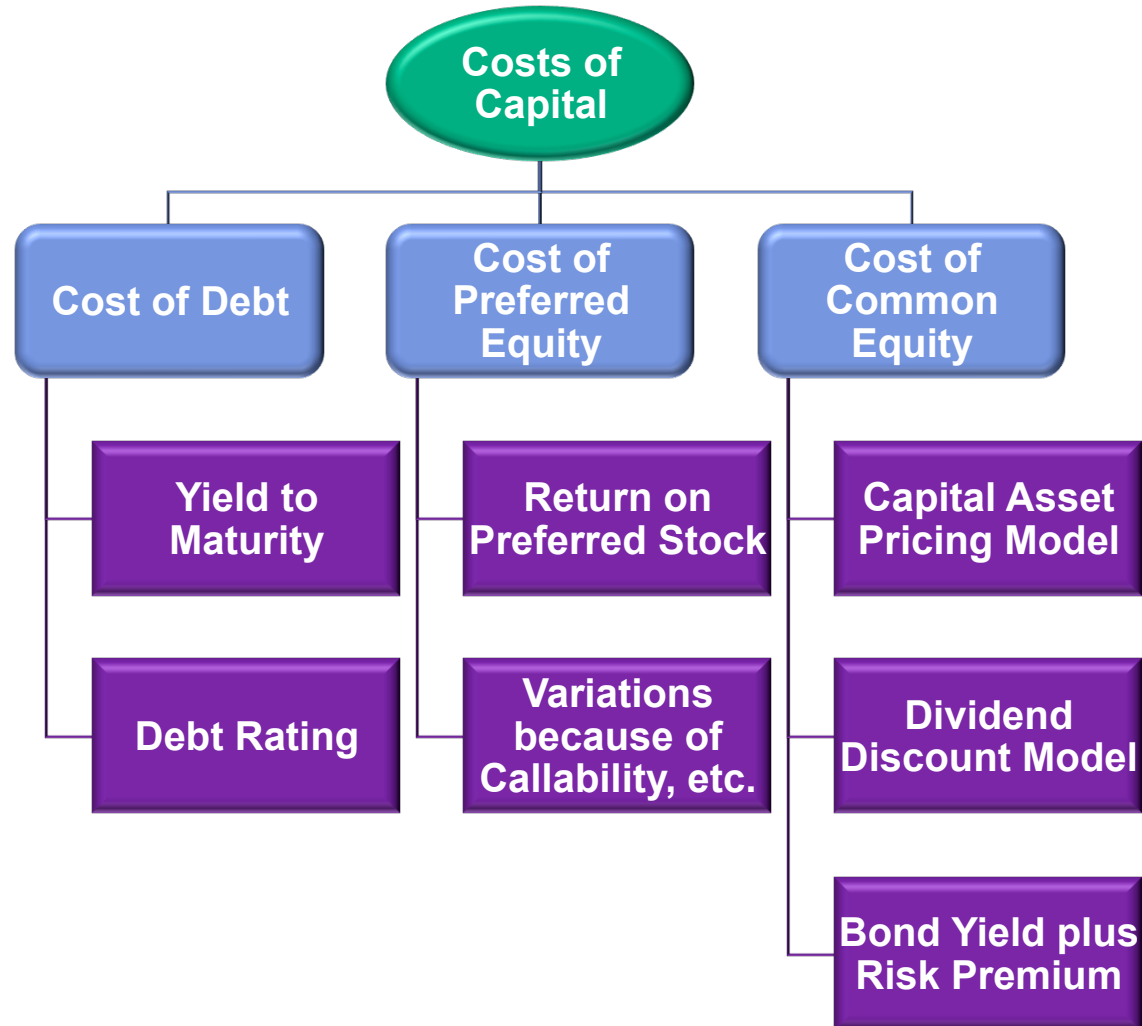 Costs of
Capital
Cost of Debt
Cost of
Preferred
Equity
Cost of
Common
Equity
Yield to
Maturity
Return on
Preferred Stock
Capital Asset
Pricing Model
Debt Rating
Variations
because of
Callability, etc.
Dividend
Discount Model
Bond Yield plus
Risk Premium